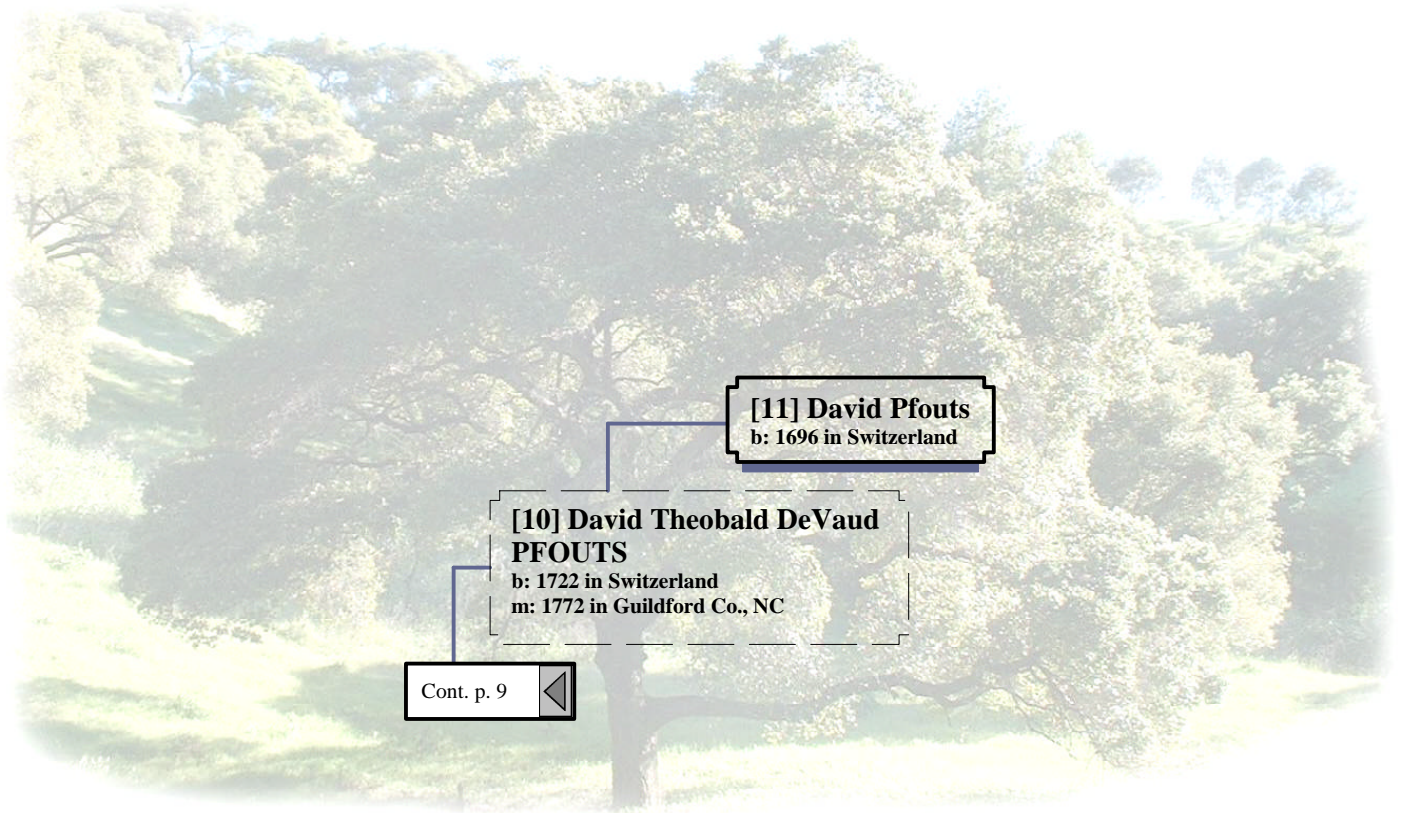 [11] David Pfouts
b: 1696 in Switzerland
[10] David Theobald DeVaud
PFOUTS
b: 1722 in Switzerland
m: 1772 in Guildford Co., NC
Cont. p. 9